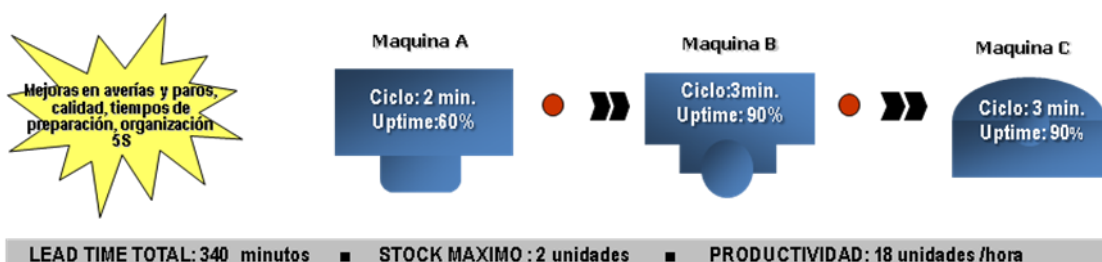 Mejoras en averías y paros,
calidad, tiempos de
preparación, organización
5S
Maquina A
Ciclo: 2 min.
Uptime:60%
Maquina B
Ciclo:3min.
Uptime: 90%
Maquina C
Ciclo: 3 min.
Uptime: 90%
LEAD TIME TOTAL: 340 minutos ■ STOCK MAXIMO : 2 unidades ■ PRODUCTIVIDAD: 18 unidades /hora